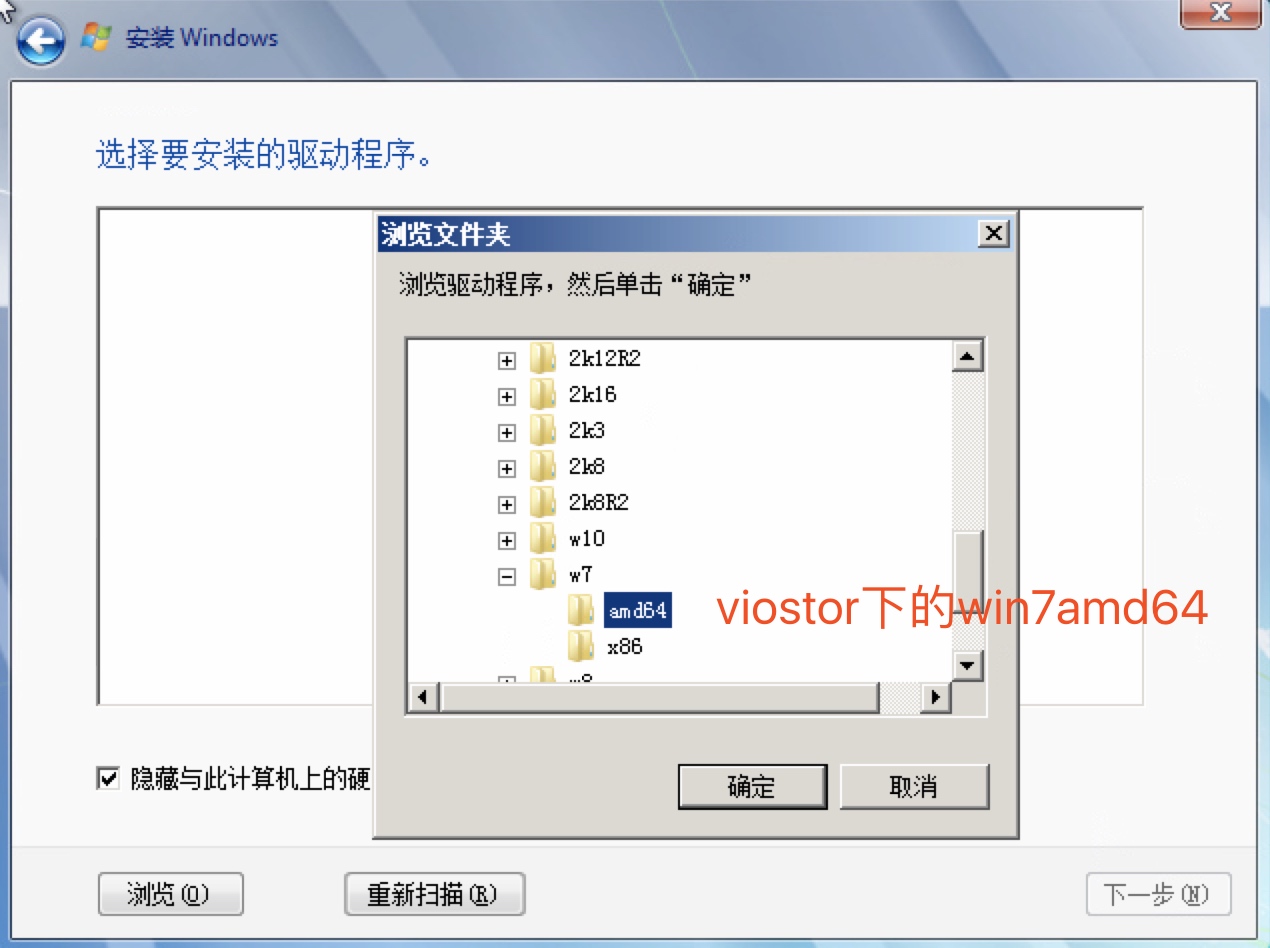 安装 Windows
选择要安装的驱动程序。
浏览文件夹
浏览驱动程序，然后单击“确定”
2k12R2
2k16
2k3
2k8
2k8R2
w10
w7
amd64
viostor下的win7amd64
x86
确定
取消
隐藏与此计算机上的硬
浏览(O)
重新扫描(R)
下一步(N)